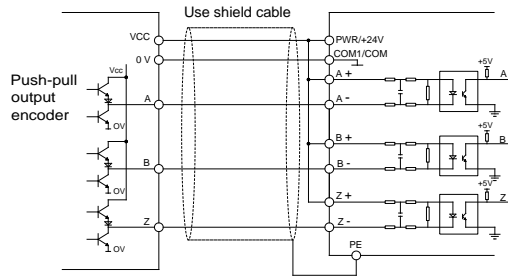 Use shield cable
VCC
PWR/+24V
0 V
COM1/COM
Vcc
+5V
A +
A
Push-pull
output
encoder
A
A -
0V
+5V
B +
B
B
B -
+5V
0V
Z +
Z
Z
Z -
0V
PE